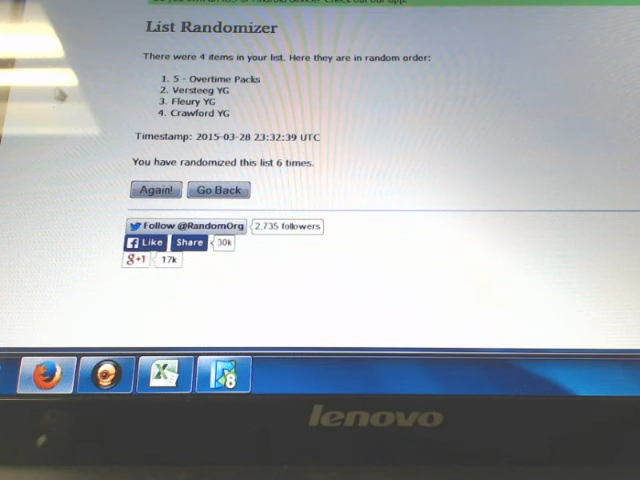 List Randomizer
There were 4 items in your list. Here they are in random order:
1. 5 - Overtime Packs
2. Versteeg YG
3. Fleury YG
4. Crawford YG
Timestamp: 2015-03-28 23:32:39 UTC
You have randomized this list 6 times.
Again! Go Back
Follow @RandomOrg 2,735 followers
Like Share 30k
g+1 17k
8
lenovo